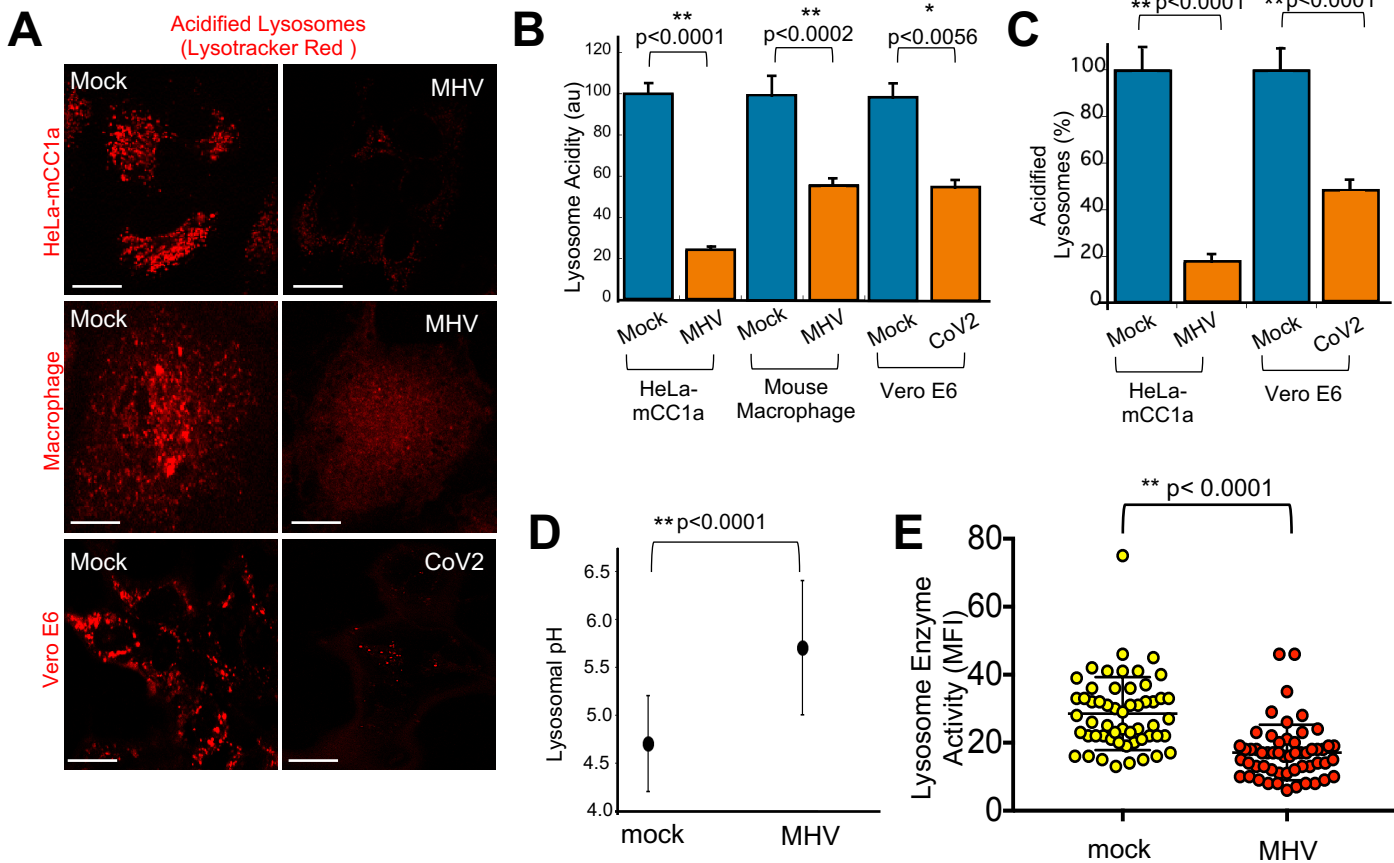 A
Acidified Lysosomes
(Lysotracker Red )
HeLa-mCC1a
Mock
MHV
Macrophage
Mock
MHV
Vero E6
Mock
CoV2
B
**
p<0.0001
**
p<0.0002
*
p<0.0056
Lysosome Acidity (au)
120
100
80
60
40
20
0
Mock
MHV
Mock
MHV
Mock
CoV2
HeLa-
mCC1a
Mouse
Macrophage
Vero E6
C
**p<0.0001
**p<0.0001
Acidified
Lysosomes (%)
100
80
60
40
20
0
Mock
MHV
Mock
CoV2
HeLa-
mCC1a
Vero E6
D
**p<0.0001
Lysosomal pH
6.5
6.0
5.5
5.0
4.5
4.0
mock
MHV
E
** p< 0.0001
Lysosome Enzyme
Activity (MFI)
80
60
40
20
0
mock
MHV